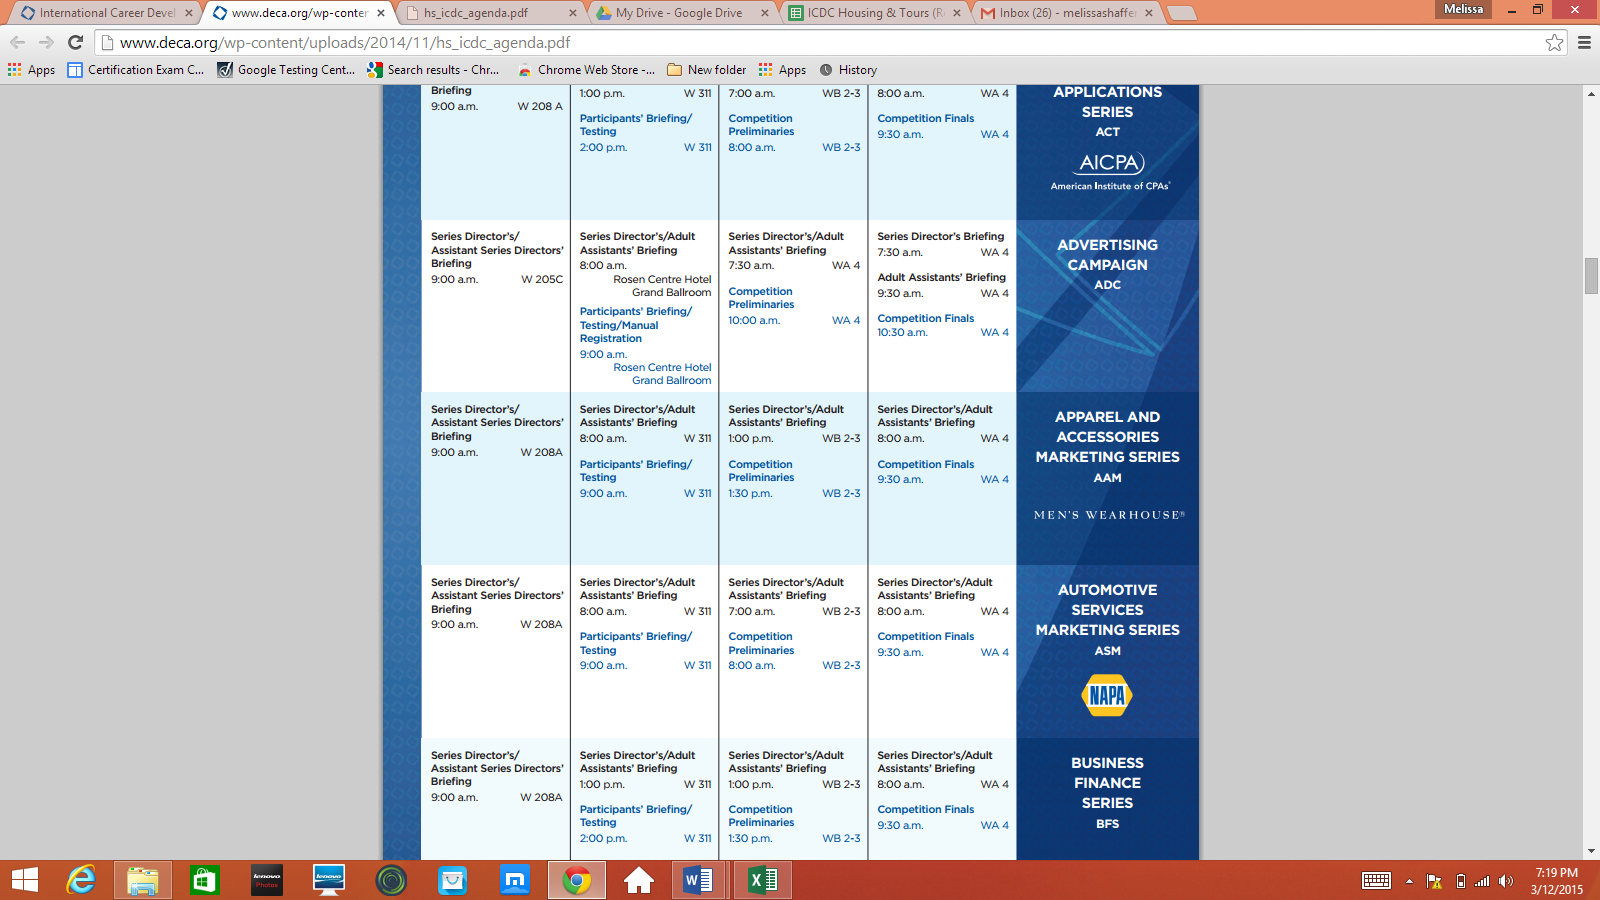 International Career Devel
www.deca.org/wp-conter
hs_icdc_agenda.pdf
My Drive - Google Drive
ICDC Housing & Tours (Re
Inbox (26) - melissashaffer
Melissa
www.deca.org/wp-content/uploads/2014/11/hs_icdc_agenda.pdf
Apps
Certification Exam C...
Google Testing Cent...
Search results - Chr...
Chrome Web Store -...
New folder
Apps
History
Briefing
9:00 a.m. W 208 A
1:00 p.m. W 311
Participants' Briefing/
Testing
2:00 p.m. W 311
7:00 a.m. WB 2-3
Competition
Preliminaries
8:00 a.m. WB 2-3
8:00 a.m. WA 4
Competition Finals
9:30 a.m. WA 4
APPLICATIONS
SERIES
ACT
AICPA
American Institute of CPAs®
Series Director's/
Assistant Series Directors'
Briefing
9:00 a.m. W 205C
Series Director's/Adult
Assistants' Briefing
8:00 a.m.
Rosen Centre Hotel
Grand Ballroom
Participants' Briefing/
Testing/Manual
Registration
9:00 a.m.
Rosen Centre Hotel
Grand Ballroom
Series Director's/Adult
Assistants' Briefing
7:30 a.m. WA 4
Competition
Preliminaries
10:00 a.m. WA 4
Series Director's Briefing
7:30 a.m. WA 4
Adult Assistants' Briefing
9:30 a.m. WA 4
Competition Finals
10:30 a.m. WA 4
ADVERTISING
CAMPAIGN
ADC
Series Director's/
Assistant Series Directors'
Briefing
9:00 a.m. W 208A
Series Director's/Adult
Assistants' Briefing
8:00 a.m. W 311
Participants' Briefing/
Testing
9:00 a.m. W 311
Series Director's/Adult
Assistants' Briefing
1:00 p.m. WB 2-3
Competition
Preliminaries
1:30 p.m. WB 2-3
Series Director's/Adult
Assistants' Briefing
8:00 a.m. WA 4
Competition Finals
9:30 a.m. WA 4
APPAREL AND
ACCESSORIES
MARKETING SERIES
AAM
MEN'S WEARHOUSE®
Series Director's/
Assistant Series Directors'
Briefing
9:00 a.m. W 208A
Series Director's/Adult
Assistants' Briefing
8:00 a.m. W 311
Participants' Briefing/
Testing
9:00 a.m. W 311
Series Director's/Adult
Assistants' Briefing
7:00 a.m. WB 2-3
Competition
Preliminaries
8:00 a.m. WB 2-3
Series Director's/Adult
Assistants' Briefing
8:00 a.m. WA 4
Competition Finals
9:30 a.m. WA 4
AUTOMOTIVE
SERVICES
MARKETING SERIES
ASM
NAPA
Series Director's/
Assistant Series Directors'
Briefing
9:00 a.m. W 208A
Series Director's/Adult
Assistants' Briefing
1:00 p.m. W 311
Participants' Briefing/
Testing
2:00 p.m. W 311
Series Director's/Adult
Assistants' Briefing
1:00 p.m. WB 2-3
Competition
Preliminaries
1:30 p.m. WB 2-3
Series Director's/Adult
Assistants' Briefing
8:00 a.m. WA 4
Competition Finals
9:30 a.m. WA 4
BUSINESS
FINANCE
SERIES
BFS
lenovo
Photos
lenovo
7:19 PM
3/12/2015